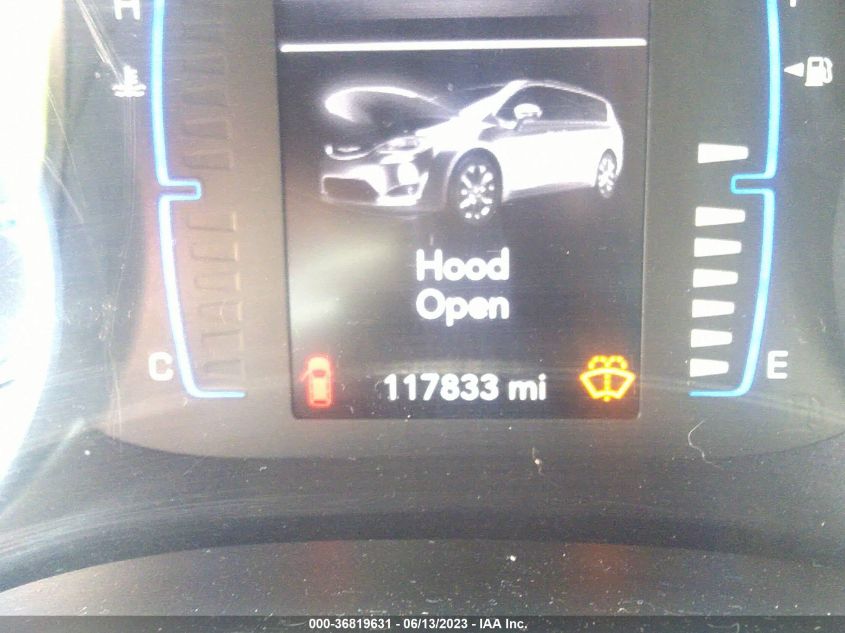 H
Hood
Open
C
E
117833 mi
000-36819631 - 06/13/2023 - IAA Inc.